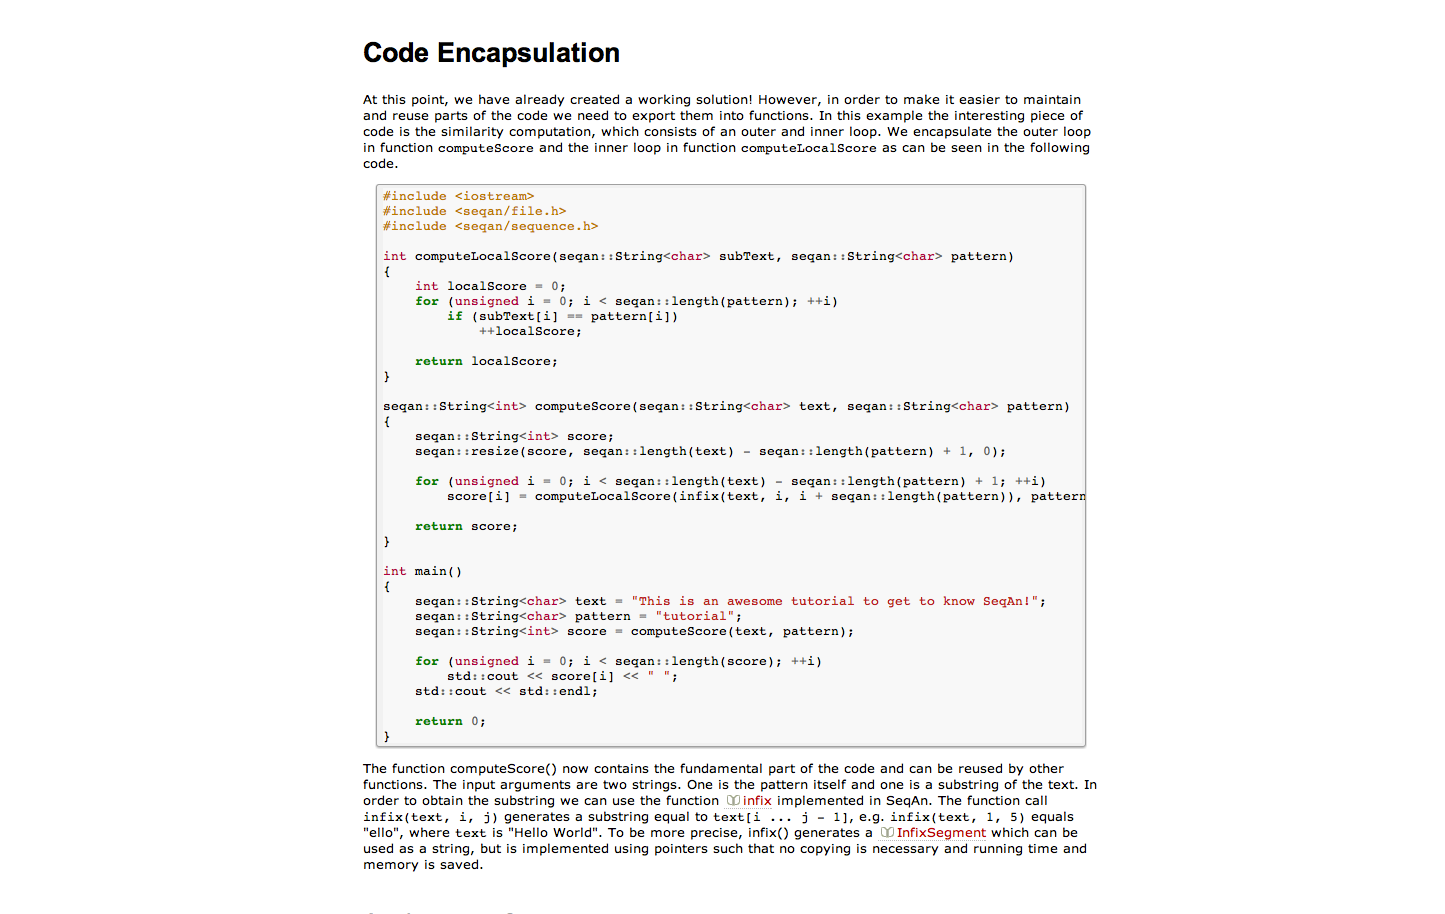 Code Encapsulation
At this point, we have already created a working solution! However, in order to make it easier to maintain
and reuse parts of the code we need to export them into functions. In this example the interesting piece of
code is the similarity computation, which consists of an outer and inner loop. We encapsulate the outer loop
in function computeScore and the inner loop in function computeLocalScore as can be seen in the following
code.
#include <iostream>
#include <seqan/file.h>
#include <seqan/sequence.h>
int computeLocalScore(seqan::String<char> subText, seqan::String<char> pattern)
{
    int localScore = 0;
    for (unsigned i = 0; i < seqan::length(pattern); ++i)
        if (subText[i] == pattern[i])
            ++localScore;
    return localScore;
}
seqan::String<int> computeScore(seqan::String<char> text, seqan::String<char> pattern)
{
    seqan::String<int> score;
    seqan::resize(score, seqan::length(text) - seqan::length(pattern) + 1, 0);
    for (unsigned i = 0; i < seqan::length(text) - seqan::length(pattern) + 1; ++i)
        score[i] = computeLocalScore(infix(text, i, i + seqan::length(pattern)), pattern
    return score;
}
int main()
{
    seqan::String<char> text = "This is an awesome tutorial to get to know SeqAn!";
    seqan::String<char> pattern = "tutorial";
    seqan::String<int> score = computeScore(text, pattern);
    for (unsigned i = 0; i < seqan::length(score); ++i)
        std::cout << score[i] << " ";
    std::cout << std::endl;
    return 0;
}
The function computeScore() now contains the fundamental part of the code and can be reused by other
functions. The input arguments are two strings. One is the pattern itself and one is a substring of the text. In
order to obtain the substring we can use the function infix implemented in SeqAn. The function call
infix(text, i, j) generates a substring equal to text[i ... j - 1], e.g. infix(text, 1, 5) equals
"ello", where text is "Hello World". To be more precise, infix() generates a InfixSegment which can be
used as a string, but is implemented using pointers such that no copying is necessary and running time and
memory is saved.